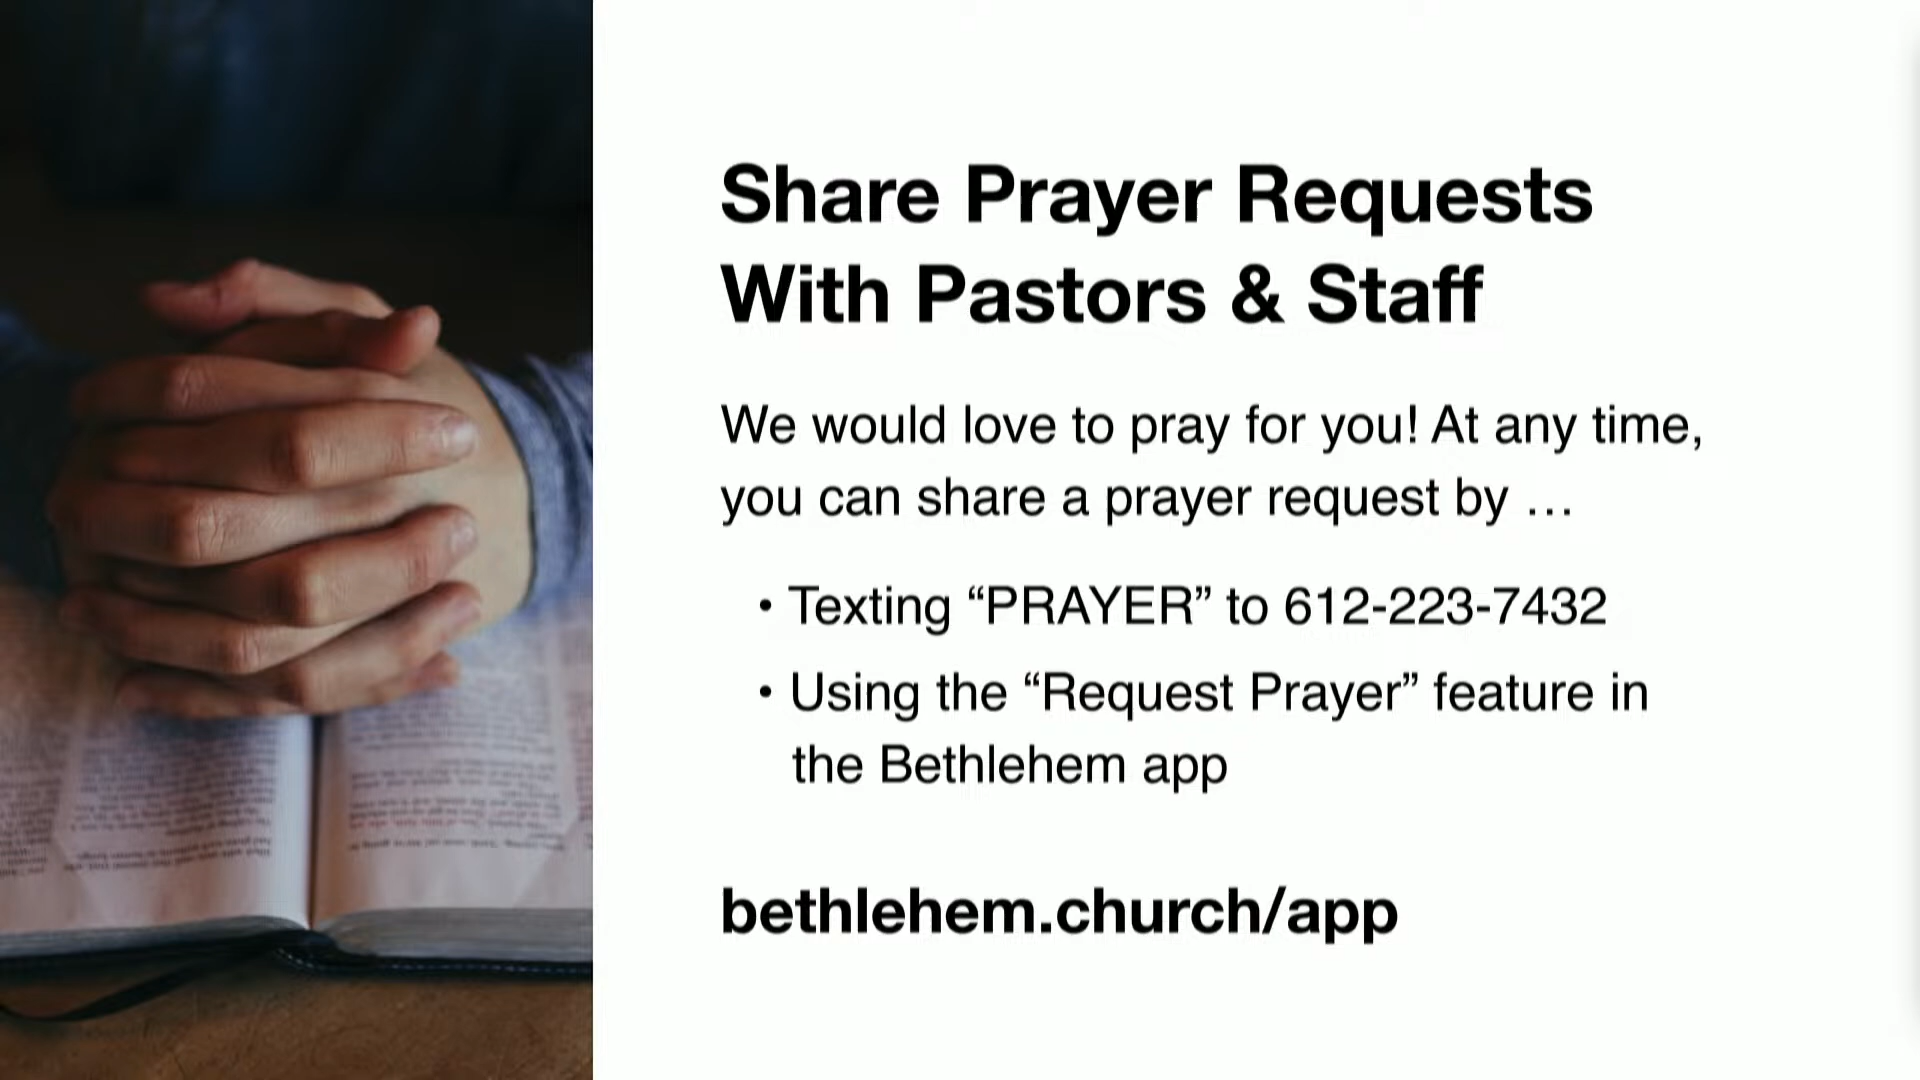 Share Prayer Requests
With Pastors & Staff
We would love to pray for you! At any time,
you can share a prayer request by …
• Texting “PRAYER” to 612-223-7432
• Using the “Request Prayer” feature in
the Bethlehem app
bethlehem.church/app